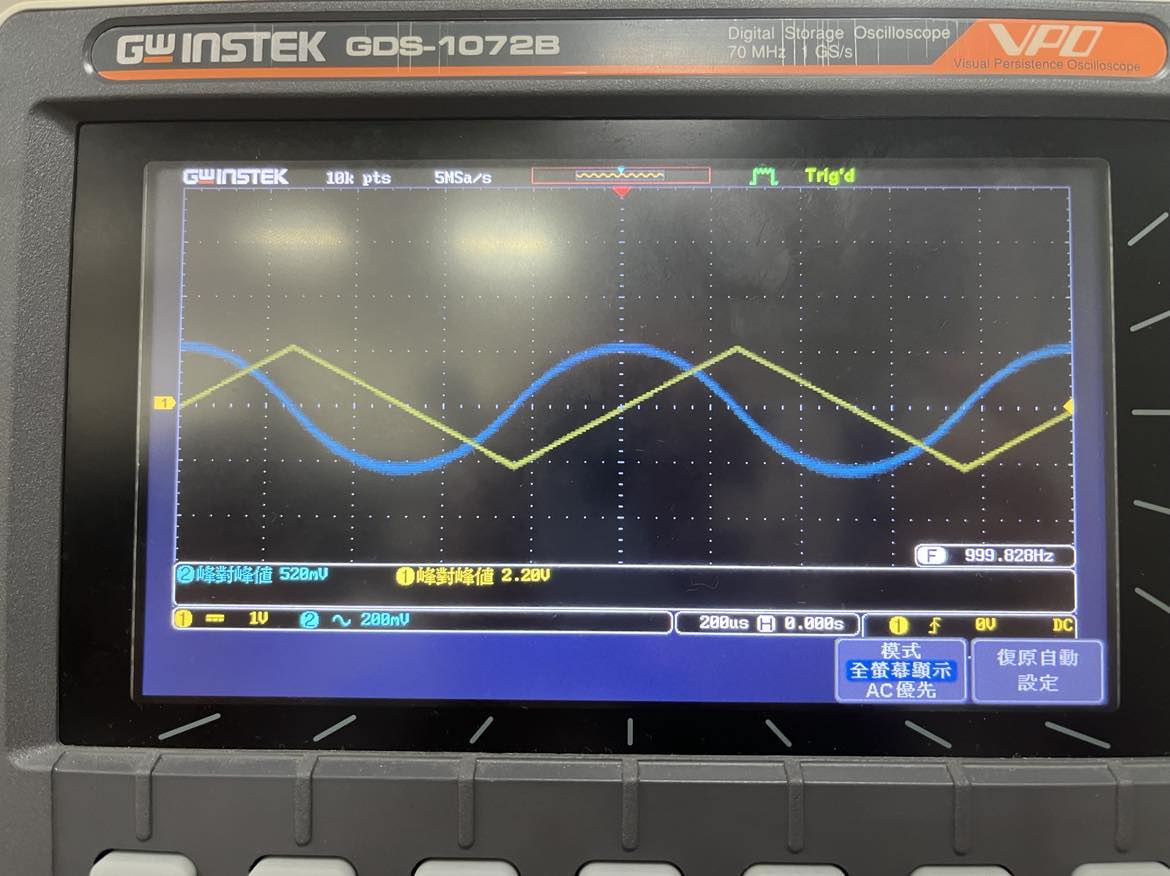 GW INSTEK GDS-1072B
Digital Storage Oscilloscope
70 MHz 1 GS/s
VPO
Visual Persistence Oscilloscope
GW INSTEK 10k pts 5MSa/s Trig'd
1
F 999.828Hz
2 峰對峰值 520mV 1 峰對峰值 2.20V
1 1V 2 200mV 200us H 0.000s 1 0V DC
模式
全螢幕顯示
AC優先
復原自動
設定